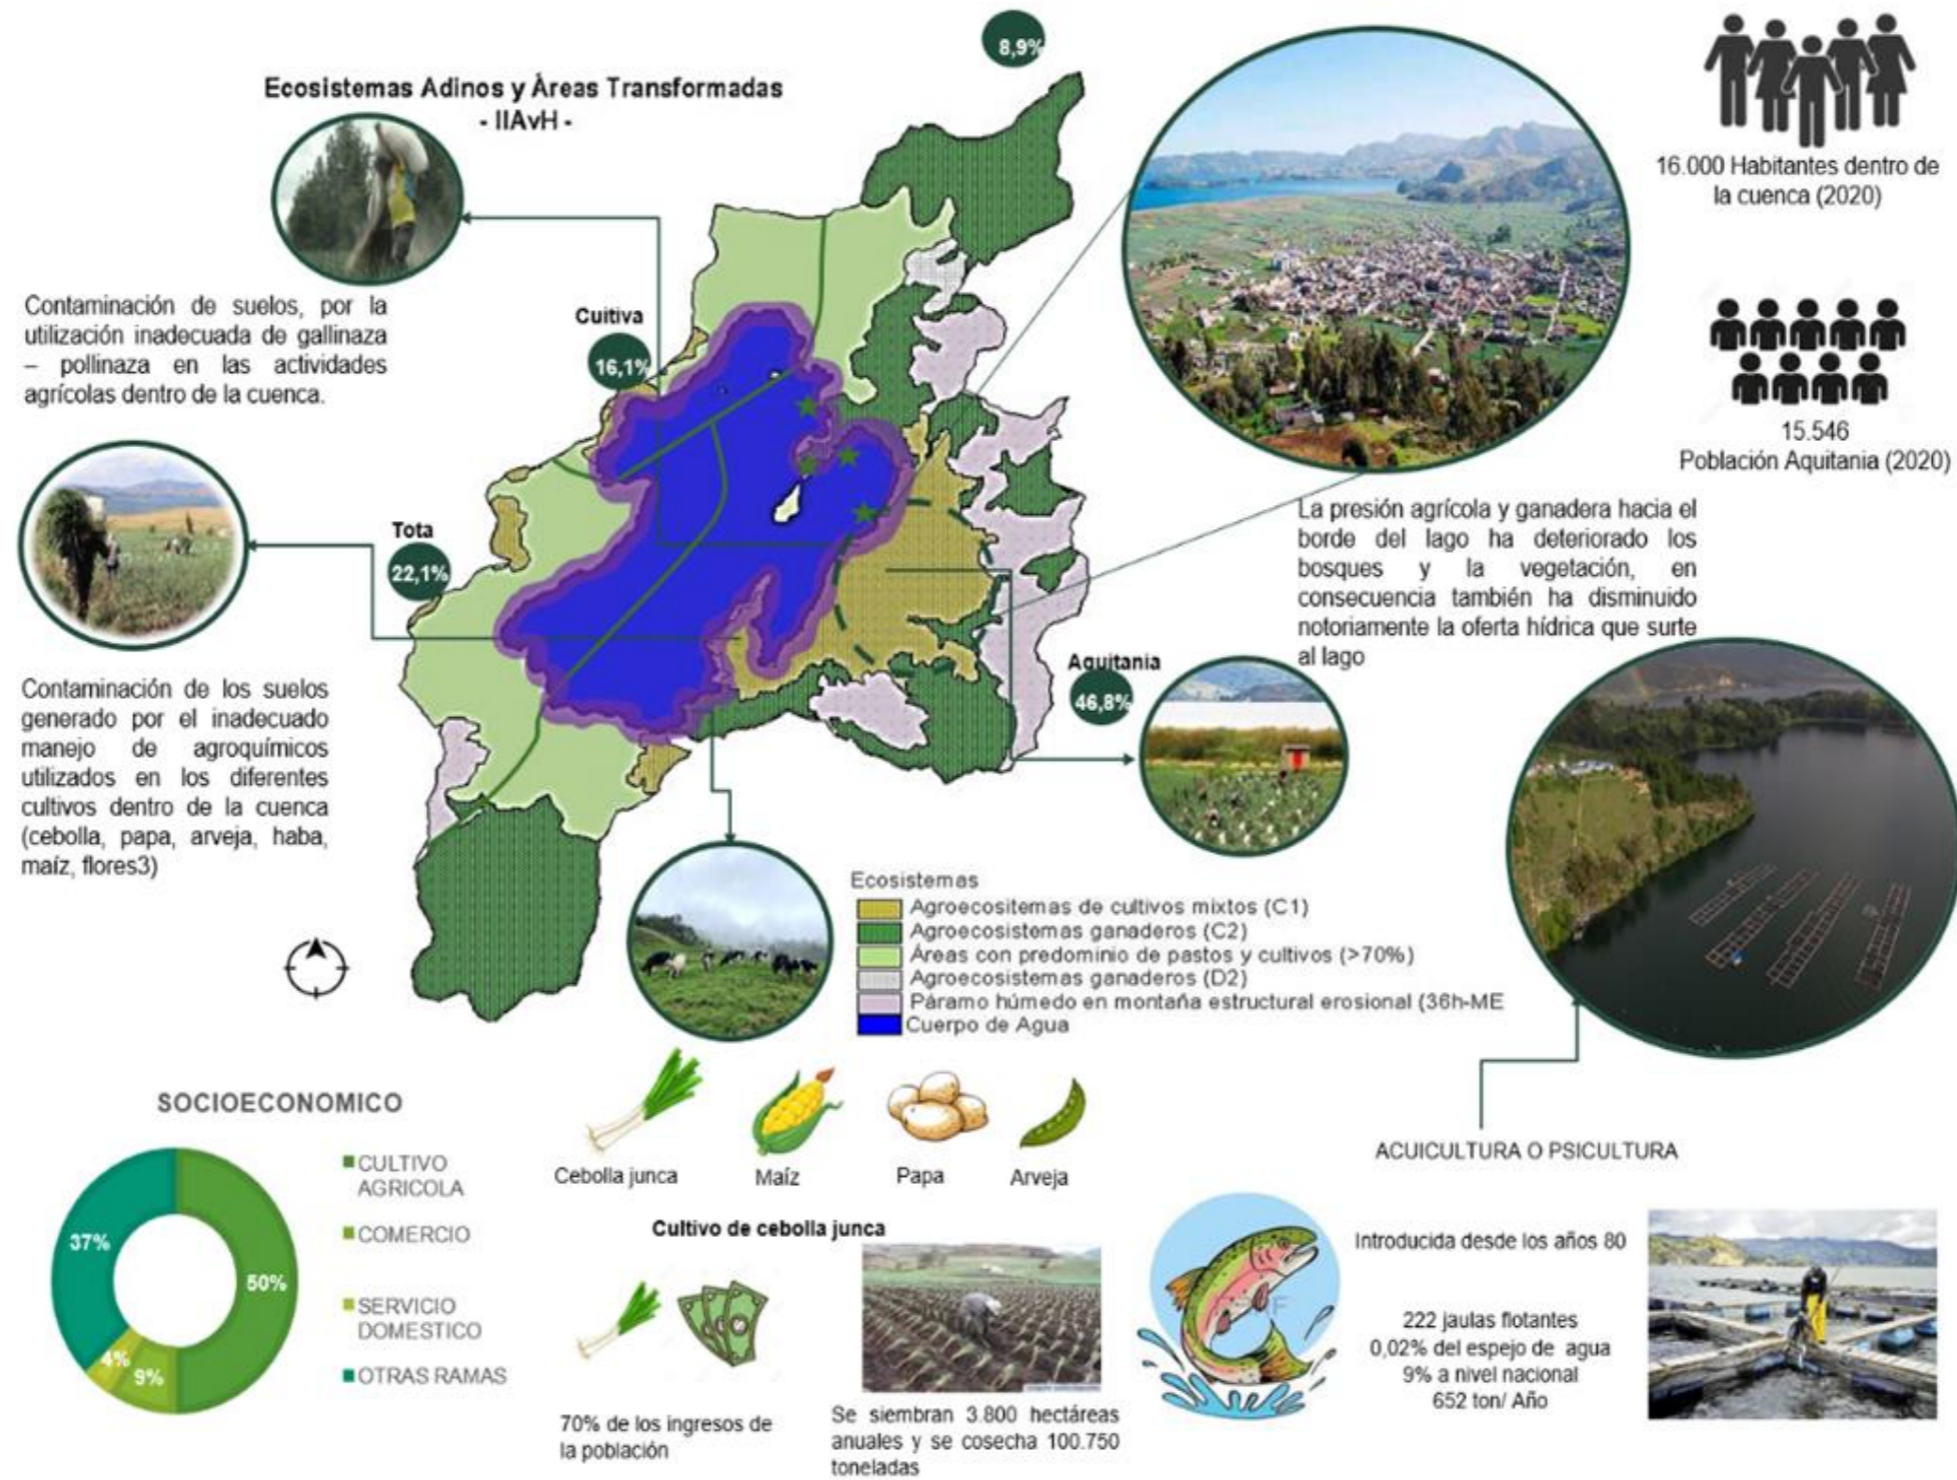 8,9%
Ecosistemas Adinos y Àreas Transformadas
- IIAvH -
16.000 Habitantes dentro de
la cuenca (2020)
Contaminación de suelos, por la
utilización inadecuada de gallinaza
– pollinaza en las actividades
agrícolas dentro de la cuenca.
Cuitiva
16,1%
15.546
Población Aquitania (2020)
Tota
22,1%
La presión agrícola y ganadera hacia el
borde del lago ha deteriorado los
bosques y la vegetación, en
consecuencia también ha disminuido
notoriamente la oferta hídrica que surte
al lago
Aquitania
46,8%
Contaminación de los suelos
generado por el inadecuado
manejo de agroquímicos
utilizados en los diferentes
cultivos dentro de la cuenca
(cebolla, papa, arveja, haba,
maíz, flores3)
Ecosistemas
Agroecositemas de cultivos mixtos (C1)
Agroecosistemas ganaderos (C2)
Áreas con predominio de pastos y cultivos (>70%)
Agroecosistemas ganaderos (D2)
Páramo húmedo en montaña estructural erosional (36h-ME
Cuerpo de Agua
SOCIOECONOMICO
37%
50%
4%
9%
CULTIVO
AGRICOLA
COMERCIO
SERVICIO
DOMESTICO
OTRAS RAMAS
Cebolla junca
Maíz
Papa
Arveja
Cultivo de cebolla junca
70% de los ingresos de
la población
Se siembran 3.800 hectáreas
anuales y se cosecha 100.750
toneladas
ACUICULTURA O PSICULTURA
Introducida desde los años 80
222 jaulas flotantes
0,02% del espejo de agua
9% a nivel nacional
652 ton/ Año